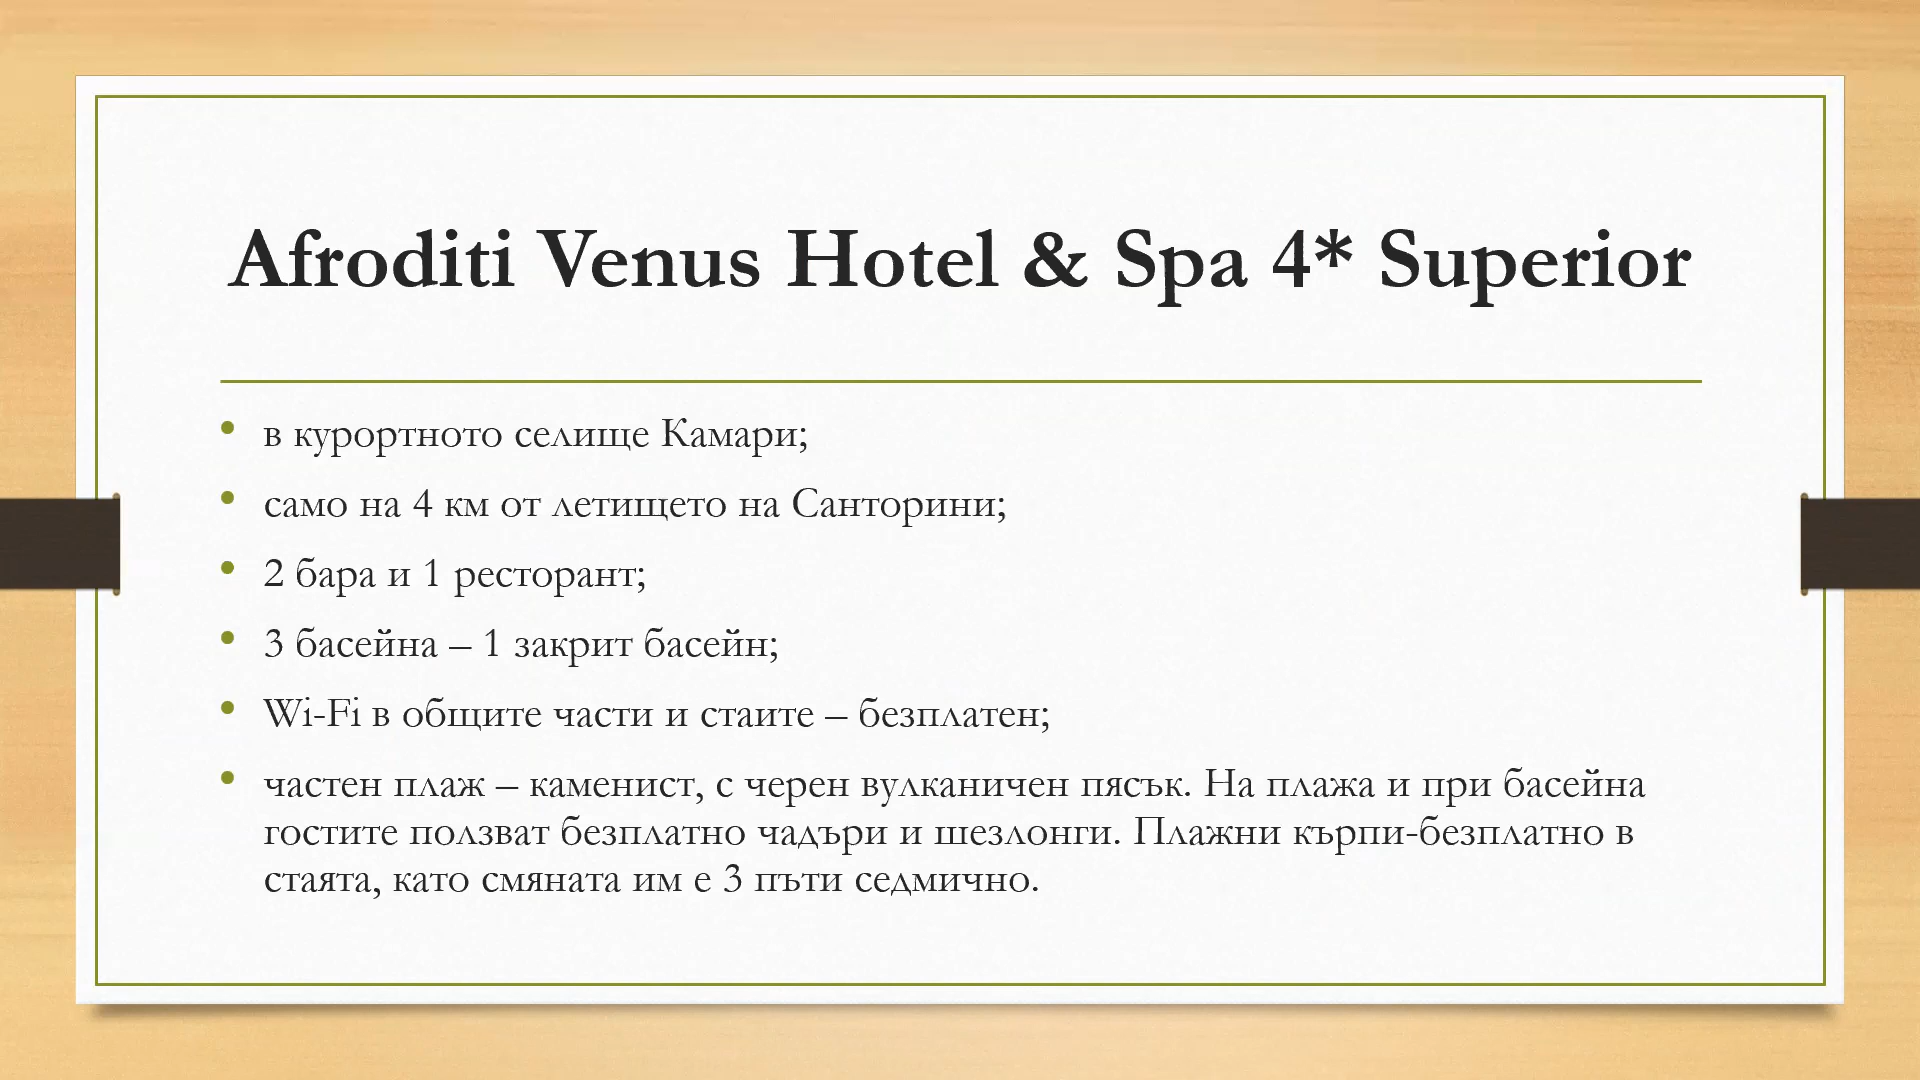 Afroditi Venus Hotel & Spa 4* Superior
• в курортното селище Камари;
• само на 4 км от летището на Санторини;
• 2 бара и 1 ресторант;
• 3 басейна – 1 закрит басейн;
• Wi-Fi в общите части и стаите – безплатен;
• частен плаж – каменист, с черен вулканичен пясък. На плажа и при басейна
гостите ползват безплатно чадъри и шезлонги. Плажни кърпи-безплатно в
стаята, като смяната им е 3 пъти седмично.